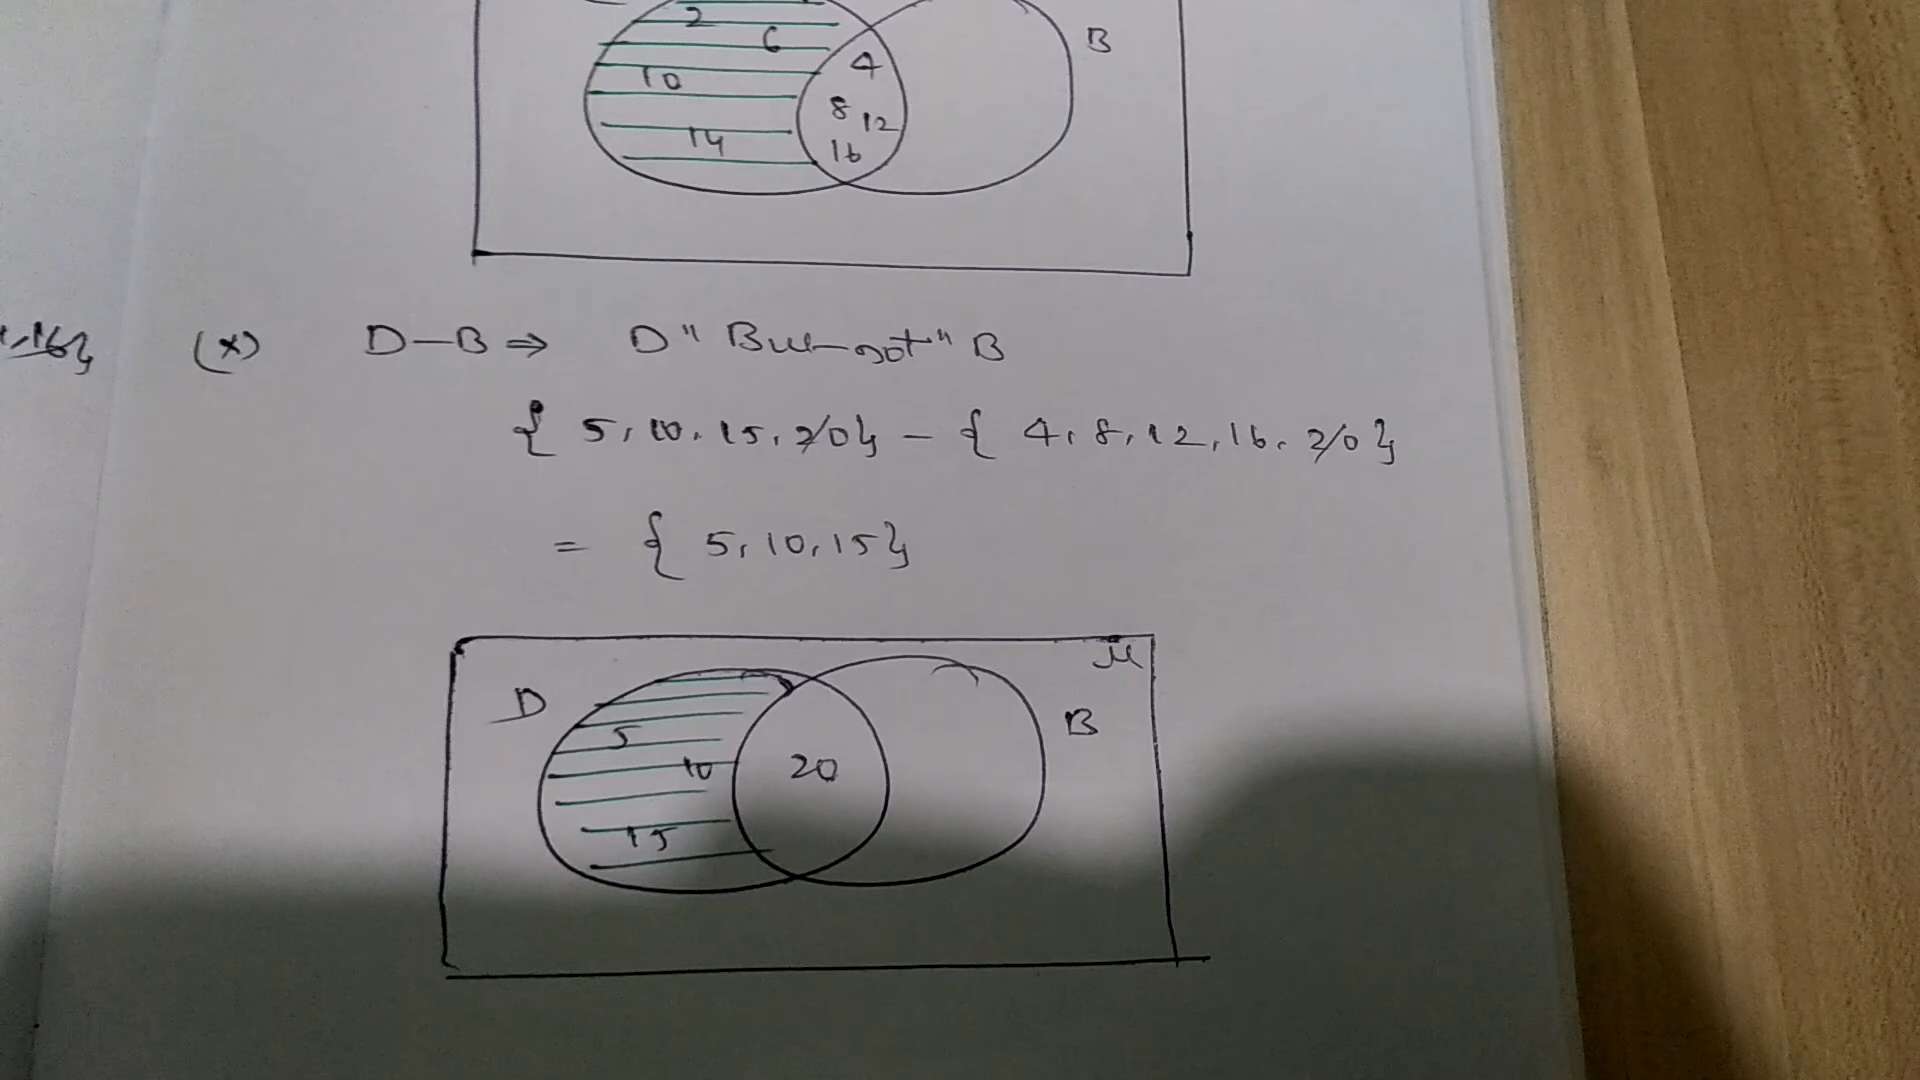 2
6
B
4
10
8
12
14
16
(x) D-B ⇒ D "But not" B
{ 5, 10, 15, 20} - { 4, 8, 12, 16, 20}
= { 5, 10, 15}
μ
D
B
5
10
20
15